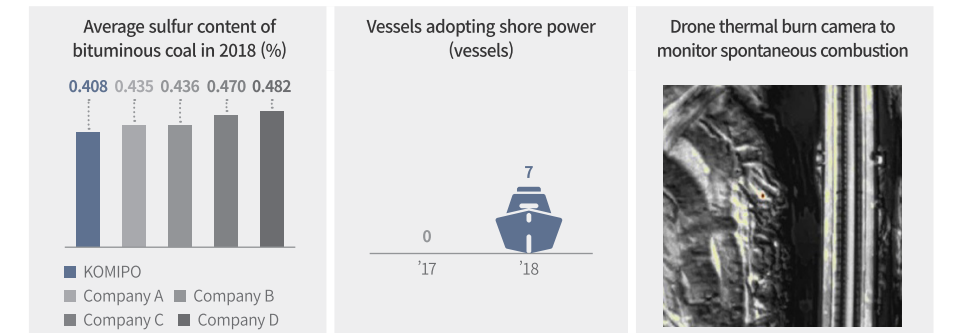 Average sulfur content of
bituminous coal in 2018 (%)
0.408 0.435 0.436 0.470 0.482
KOMIPO
Company A Company B
Company C Company D
Vessels adopting shore power
(vessels)
7
0
’17 ’18
Drone thermal burn camera to
monitor spontaneous combustion